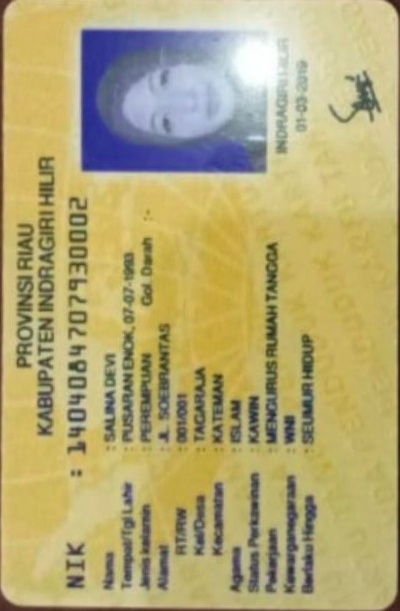 PROVINSI RIAU
KABUPATEN INDRAGIRI HILIR
NIK : 1404084707930002
Nama : SALINA DEVI
Tempat/Tgl Lahir : PUSARAN ENOK, 07-07-1993
Jenis kelamin : PEREMPUAN Gol. Darah :-
Alamat : JL. SOEBRANTAS
RT/RW : 001/001
Kel/Desa : TAGARAJA
Kecamatan : KATEMAN
Agama : ISLAM
Status Perkawinan : KAWIN
Pekerjaan : MENGURUS RUMAH TANGGA
Kewarganegaraan : WNI
Berlaku Hingga : SEUMUR HIDUP
INDRAGIRI HILIR
01-03-2019